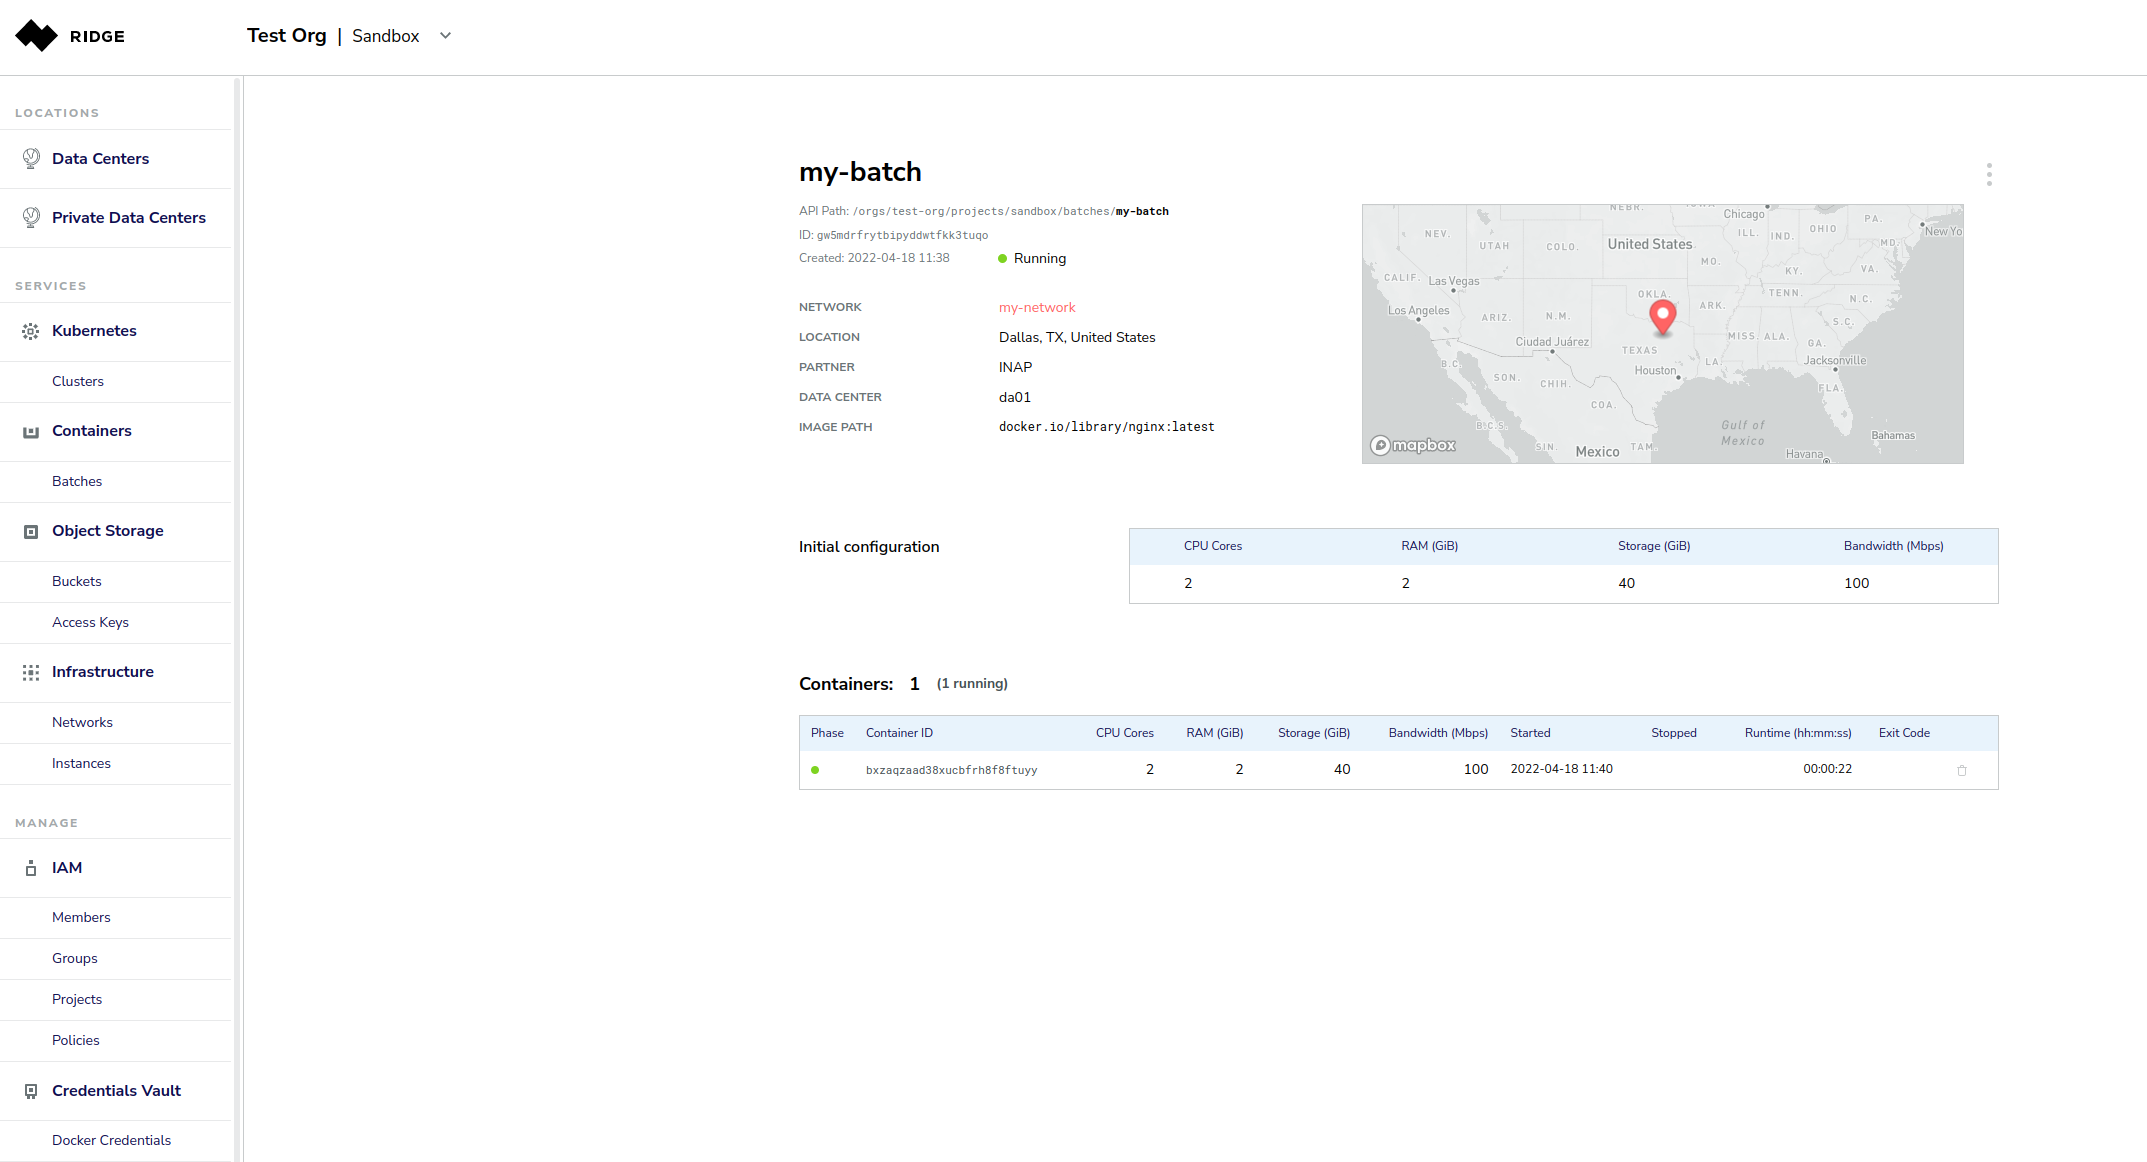 RIDGE
Test Org | Sandbox
LOCATIONS
Data Centers
Private Data Centers
SERVICES
Kubernetes
Clusters
Containers
Batches
Object Storage
Buckets
Access Keys
Infrastructure
Networks
Instances
MANAGE
IAM
Members
Groups
Projects
Policies
Credentials Vault
Docker Credentials
my-batch
API Path: /orgs/test-org/projects/sandbox/batches/my-batch
ID: gw5mdrfrytbipyddwtfkk3tuqo
Created: 2022-04-18 11:38 Running
NETWORK my-network
LOCATION Dallas, TX, United States
PARTNER INAP
DATA CENTER da01
IMAGE PATH docker.io/library/nginx:latest
NEBR. Chicago PA.
NEV. UTAH COLO. United States ILL. IND. OHIO MD. New Yo
MO. KY. VA.
CALIF. Las Vegas OKLA. TENN. N.C.
Los Angeles ARIZ. N.M. ARK. S.C.
Ciudad Juárez TEXAS MISS. ALA. GA.
B.C. SON. CHIH. Houston LA. Jacksonville
COA. FLA.
B.C.S. Gulf of
Mexico
SIN. Mexico TAM. Havana Bahamas
mapbox
Initial configuration
CPU Cores RAM (GiB) Storage (GiB) Bandwidth (Mbps)
2 2 40 100
Containers: 1 (1 running)
Phase Container ID CPU Cores RAM (GiB) Storage (GiB) Bandwidth (Mbps) Started Stopped Runtime (hh:mm:ss) Exit Code
bxzaqzaad38xucbfrh8f8ftuyy 2 2 40 100 2022-04-18 11:40 00:00:22